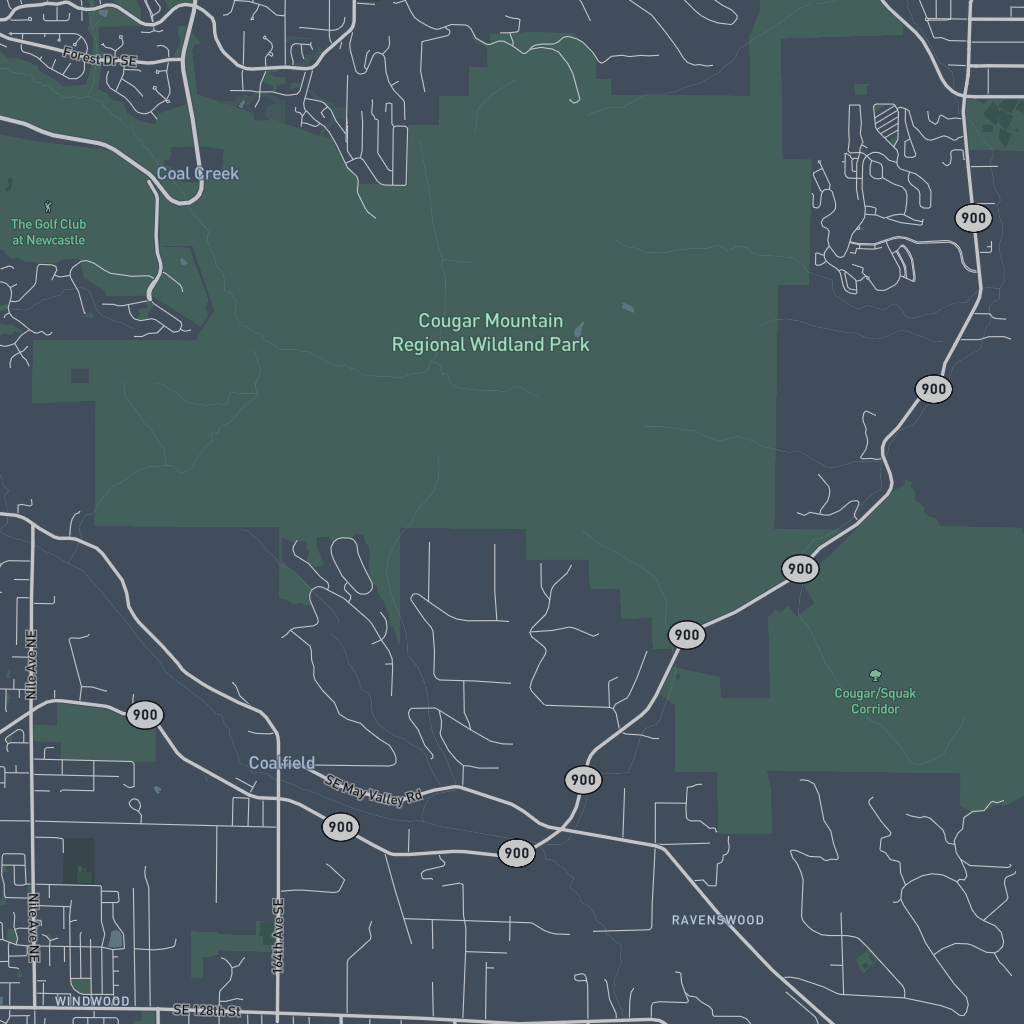 Forest Dr SE
Coal Creek
The Golf Club
at Newcastle
900
Cougar Mountain
Regional Wildland Park
900
900
900
Nile Ave NE
Cougar/Squak
Corridor
900
Coalfield
900
SE May Valley Rd
900
900
RAVENSWOOD
Nile Ave NE
164th Ave SE
WINDWOOD
SE 128th St